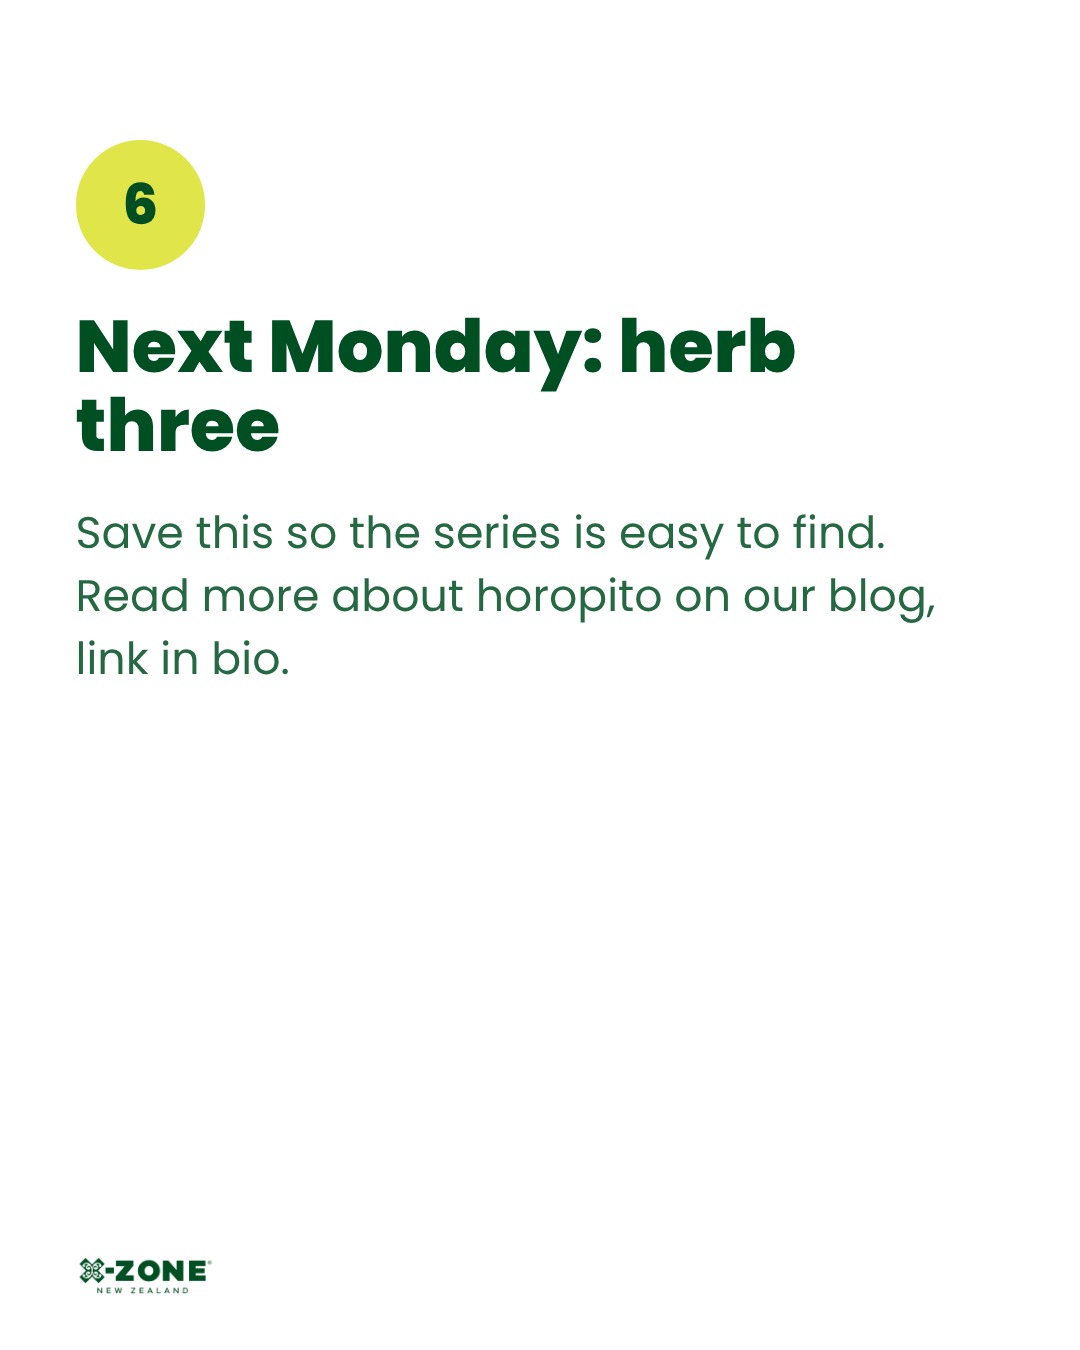 6
Next Monday: herb
three
Save this so the series is easy to find.
Read more about horopito on our blog,
link in bio.
X-ZONE®
NEW ZEALAND